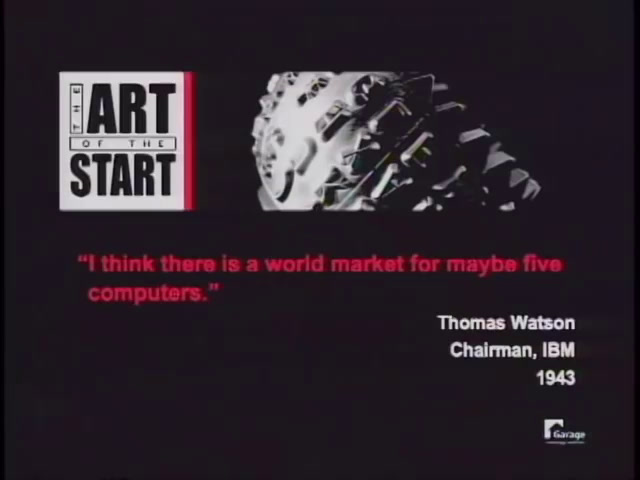 THE
ART
OF THE
START
“I think there is a world market for maybe five
computers.”
Thomas Watson
Chairman, IBM
1943
Garage